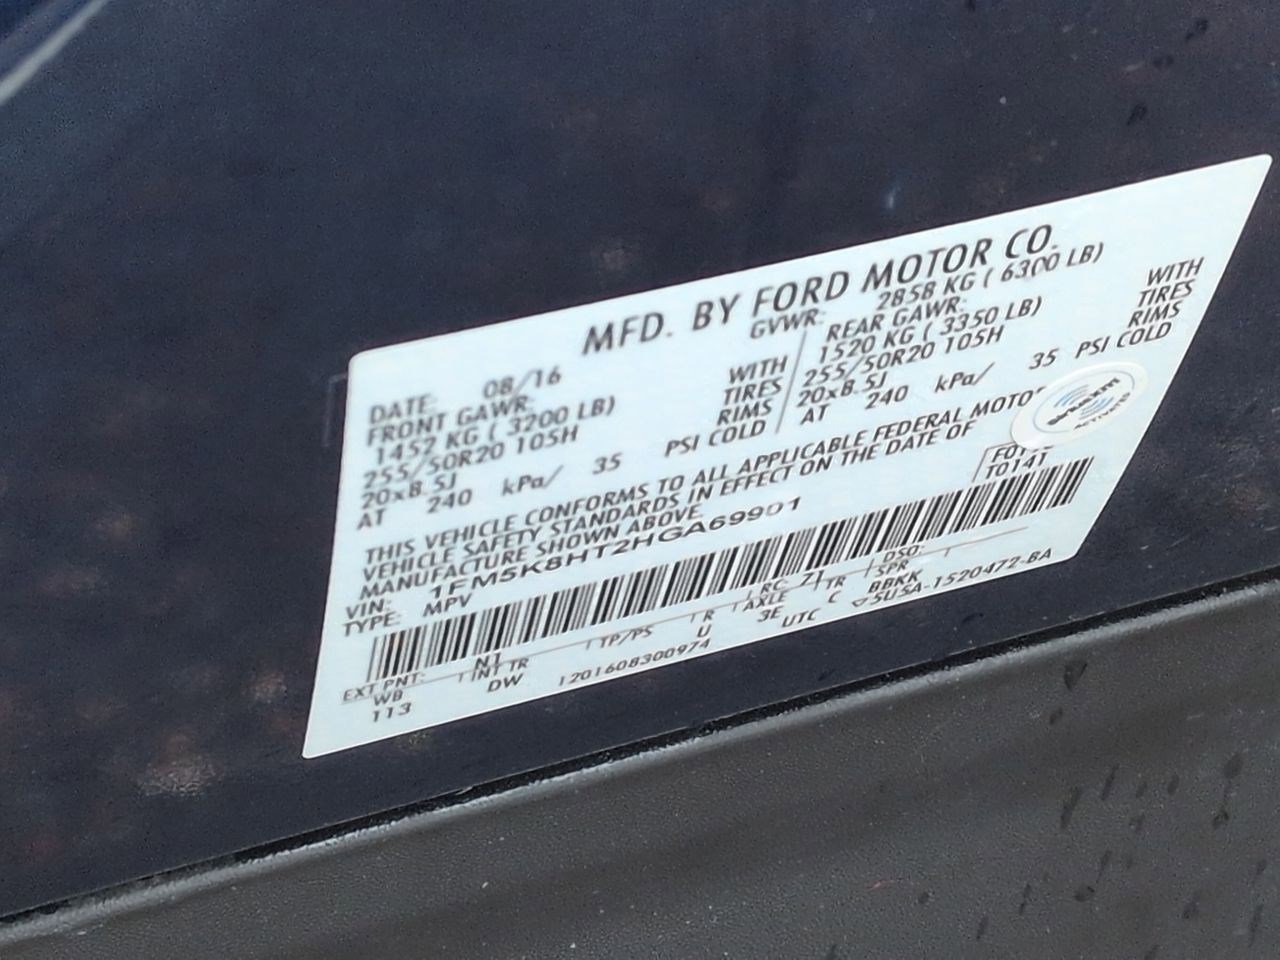 MFD. BY FORD MOTOR CO.
DATE: 08/16 GVWR: 2858 KG ( 6300 LB)
FRONT GAWR: REAR GAWR:
1452 KG ( 3200 LB) WITH 1520 KG ( 3350 LB) WITH
255/50R20 105H TIRES 255/50R20 105H TIRES
20x8.5J RIMS 20x8.5J RIMS
AT 240 kPa/ 35 PSI COLD AT 240 kPa/ 35 PSI COLD
THIS VEHICLE CONFORMS TO ALL APPLICABLE FEDERAL MOTOR
VEHICLE SAFETY STANDARDS IN EFFECT ON THE DATE OF
MANUFACTURE SHOWN ABOVE.
VIN: 1FM5K8HT2HGA69901
TYPE: MPV
T0141
SiriusXM
ACTIVATED
EXT PNT: N1 RC: 71 DSO:
WB INT TR TP/PS R AXLE TR SPR
113 DW U 3E C BBKK
1201608300974 UTC 5U5A-1520472-BA